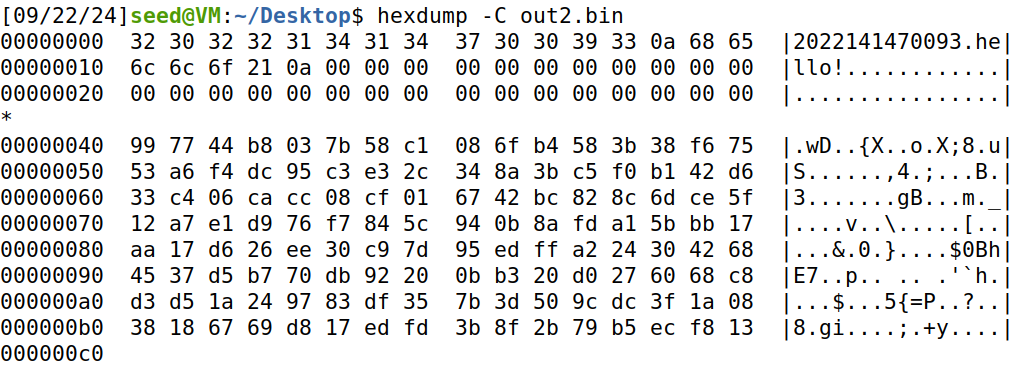 [09/22/24]seed@VM:~/Desktop$ hexdump -C out2.bin
00000000  32 30 32 32 31 34 31 34  37 30 30 39 33 0a 68 65  |2022141470093.he|
00000010  6c 6c 6f 21 0a 00 00 00  00 00 00 00 00 00 00 00  |llo!............|
00000020  00 00 00 00 00 00 00 00  00 00 00 00 00 00 00 00  |................|
*
00000040  99 77 44 b8 03 7b 58 c1  08 6f b4 58 3b 38 f6 75  |.wD..{X..o.X;8.u|
00000050  53 a6 f4 dc 95 c3 e3 2c  34 8a 3b c5 f0 b1 42 d6  |S......,4.;...B.|
00000060  33 c4 06 ca cc 08 cf 01  67 42 bc 82 8c 6d ce 5f  |3.......gB...m._|
00000070  12 a7 e1 d9 76 f7 84 5c  94 0b 8a fd a1 5b bb 17  |....v..\.....[..|
00000080  aa 17 d6 26 ee 30 c9 7d  95 ed ff a2 24 30 42 68  |...&.0.}....$0Bh|
00000090  45 37 d5 b7 70 db 92 20  0b b3 20 d0 27 60 68 c8  |E7..p.. .. .'`h.|
000000a0  d3 d5 1a 24 97 83 df 35  7b 3d 50 9c dc 3f 1a 08  |...$...5{=P..?..|
000000b0  38 18 67 69 d8 17 ed fd  3b 8f 2b 79 b5 ec f8 13  |8.gi....;.+y....|
000000c0